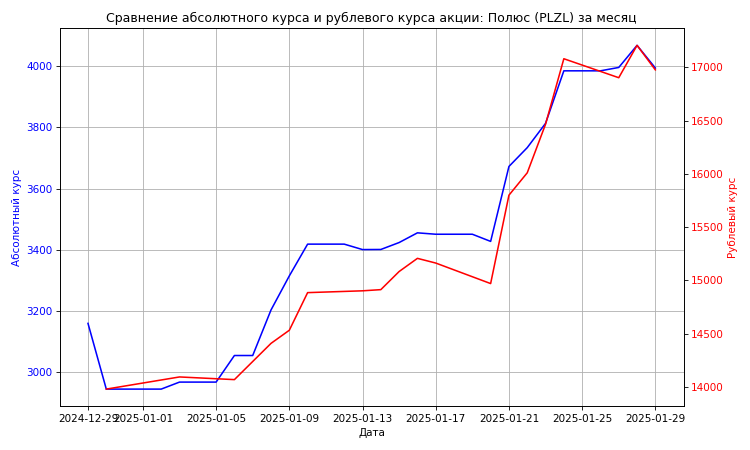 Сравнение абсолютного курса и рублевого курса акции: Полюс (PLZL) за месяц
Абсолютный курс
4000
3800
3600
3400
3200
3000
17000
16500
16000
15500
15000
14500
14000
Рублевый курс
2024-12-29 2025-01-01 2025-01-05 2025-01-09 2025-01-13 2025-01-17 2025-01-21 2025-01-25 2025-01-29
Дата